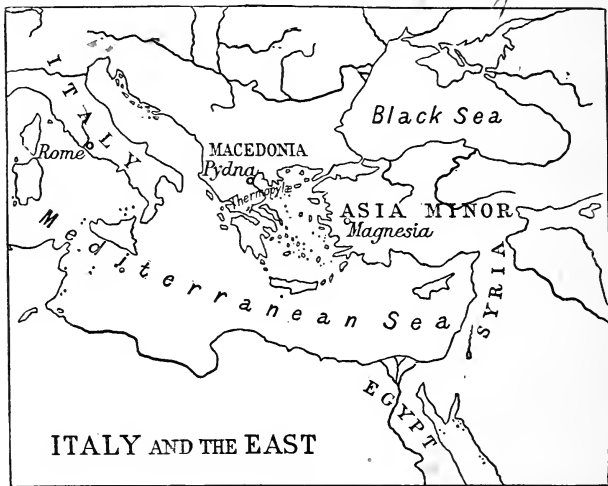 ITALY
Rome
MACEDONIA
Pydna
Thermopylæ
Black Sea
ASIA MINOR
Magnesia
Mediterranean Sea
SYRIA
EGYPT
ITALY AND THE EAST